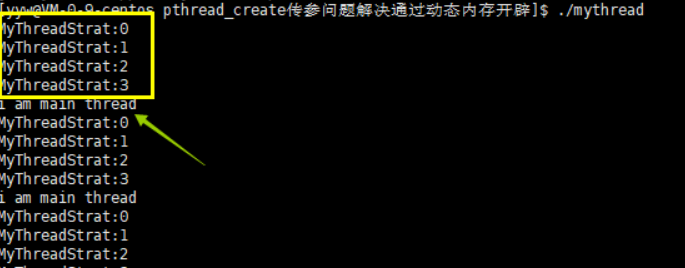 [yyw@VM-0-9-centos pthread_create传参问题解决通过动态内存开辟]$ ./mythread
MyThreadStrat:0
MyThreadStrat:1
MyThreadStrat:2
MyThreadStrat:3
i am main thread
MyThreadStrat:0
MyThreadStrat:1
MyThreadStrat:2
MyThreadStrat:3
i am main thread
MyThreadStrat:0
MyThreadStrat:1
MyThreadStrat:2